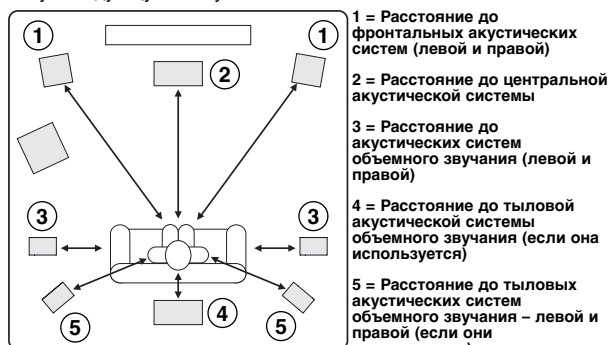 1
1
2
3
3
4
5
5
1 = Расстояние до
фронтальных акустических
систем (левой и правой)
2 = Расстояние до центральной
акустической системы
3 = Расстояние до
акустических систем
объемного звучания (левой и
правой)
4 = Расстояние до тыловой
акустической системы
объемного звучания (если она
используется)
5 = Расстояние до тыловых
акустических систем
объемного звучания – левой и
правой (если они